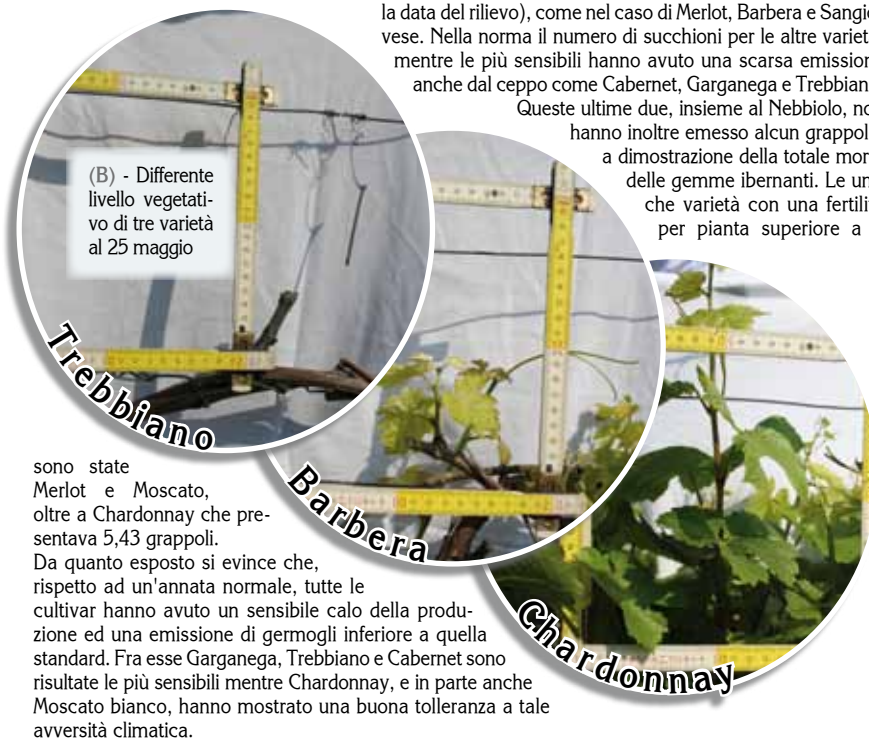 la data del rilievo), come nel caso di Merlot, Barbera e Sangio
vese. Nella norma il numero di succhioni per le altre variet
mentre le più sensibili hanno avuto una scarsa emission
anche dal ceppo come Cabernet, Garganega e Trebbian
Queste ultime due, insieme al Nebbiolo, no
hanno inoltre emesso alcun grappol
a dimostrazione della totale mor
delle gemme ibernanti. Le un
che varietà con una fertili
per pianta superiore a
(B) - Differente
livello vegetati-
vo di tre varietà
al 25 maggio
Trebbiano
Barbera
Chardonnay
sono state
Merlot e Moscato,
oltre a Chardonnay che pre-
sentava 5,43 grappoli.
Da quanto esposto si evince che,
rispetto ad un'annata normale, tutte le
cultivar hanno avuto un sensibile calo della produ-
zione ed una emissione di germogli inferiore a quella
standard. Fra esse Garganega, Trebbiano e Cabernet sono
risultate le più sensibili mentre Chardonnay, e in parte anche
Moscato bianco, hanno mostrato una buona tolleranza a tale
avversità climatica.